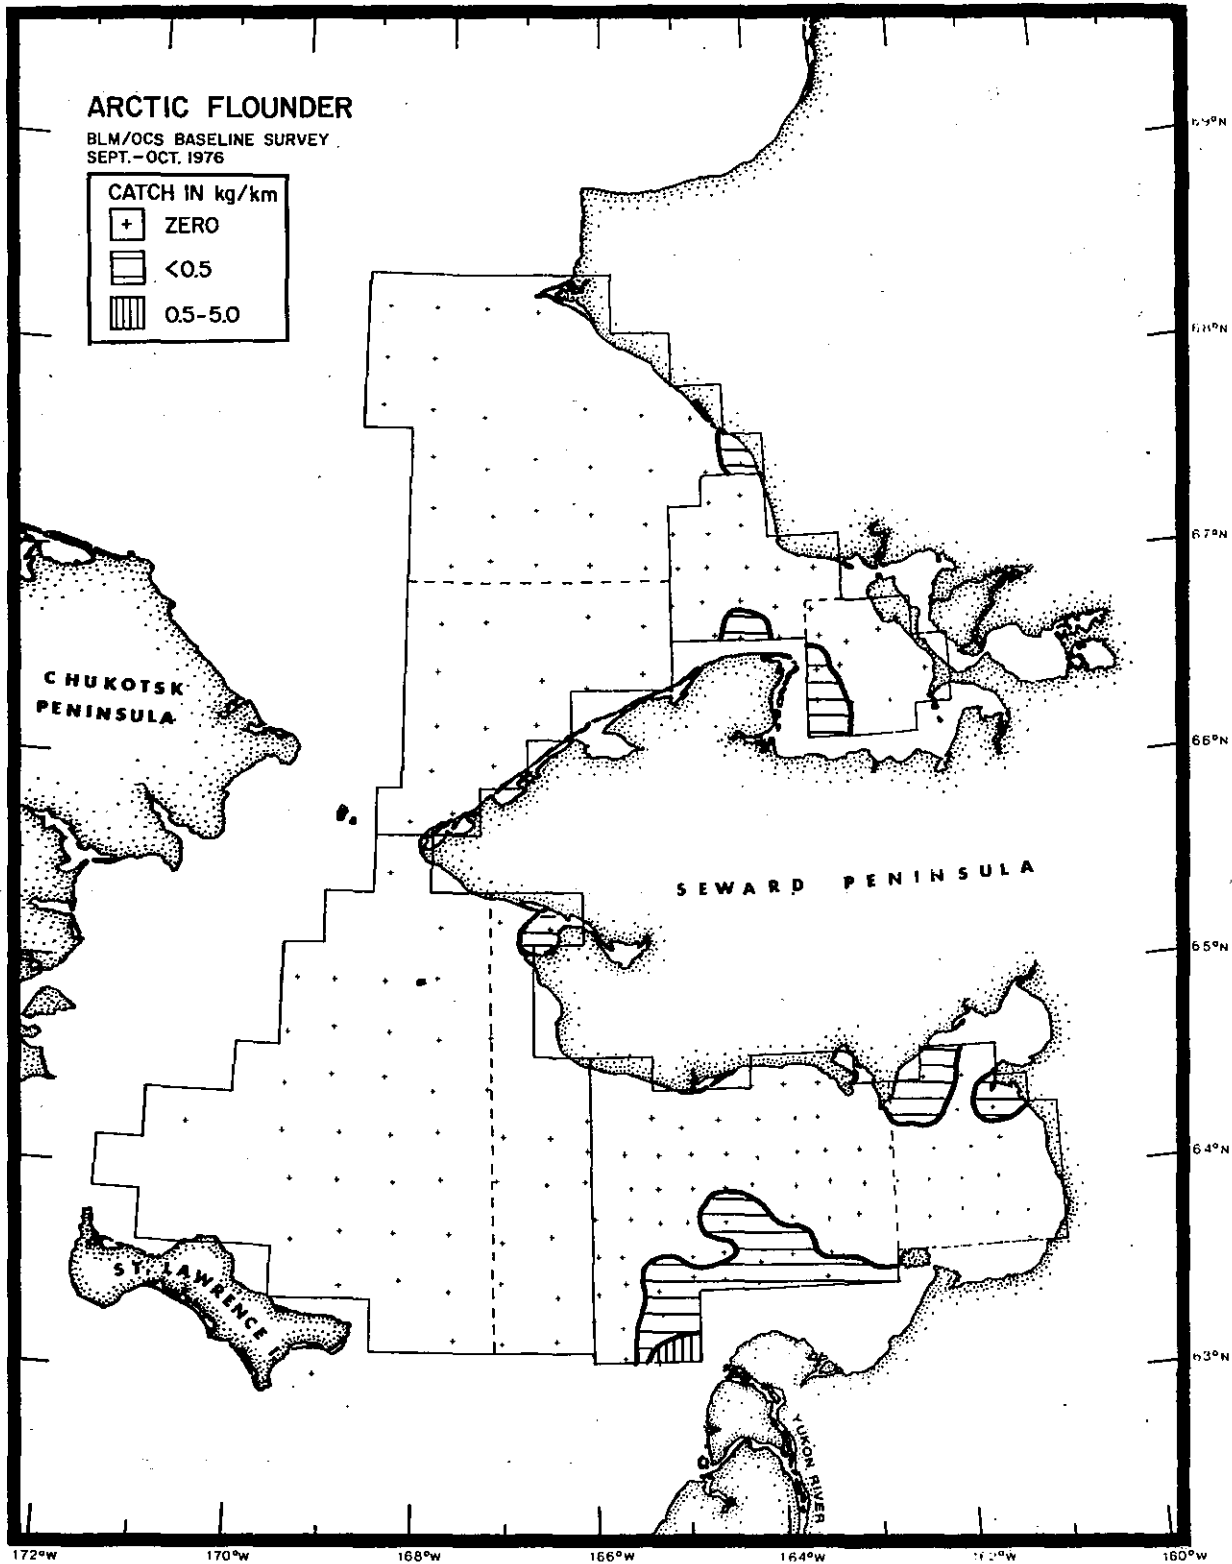 ARCTIC FLOUNDER
BLM/OCS BASELINE SURVEY
SEPT.-OCT. 1976
CATCH IN kg/km
+ ZERO
<0.5
0.5-5.0
69°N
68°N
67°N
66°N
65°N
64°N
63°N
CHUKOTSK
PENINSULA
SEWARD PENINSULA
ST. LAWRENCE I
YUKON RIVER
172°W 170°W 168°W 166°W 164°W 160°W